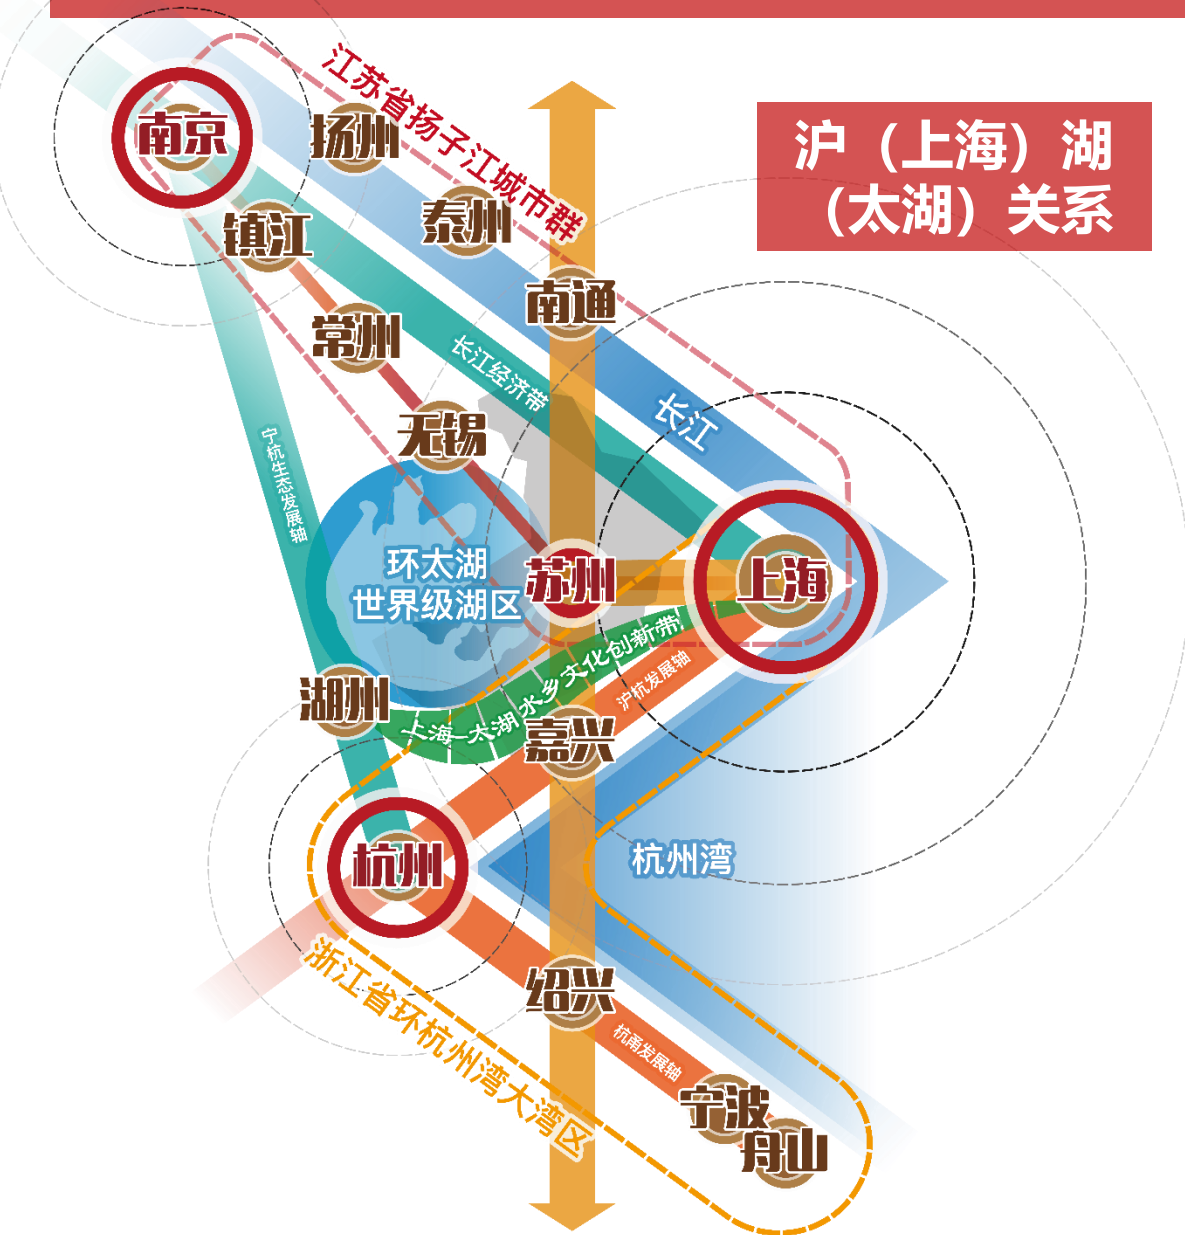 沪（上海）湖
（太湖）关系
江苏省扬子江城市群
南京
扬州
镇江
泰州
南通
常州
长江经济带
长江
无锡
宁杭生态发展轴
环太湖
世界级湖区
苏州
上海
上海-太湖水乡文化创新带
沪杭发展轴
湖州
嘉兴
杭州
杭州湾
浙江省环杭州湾大湾区
绍兴
杭甬发展轴
宁波
舟山